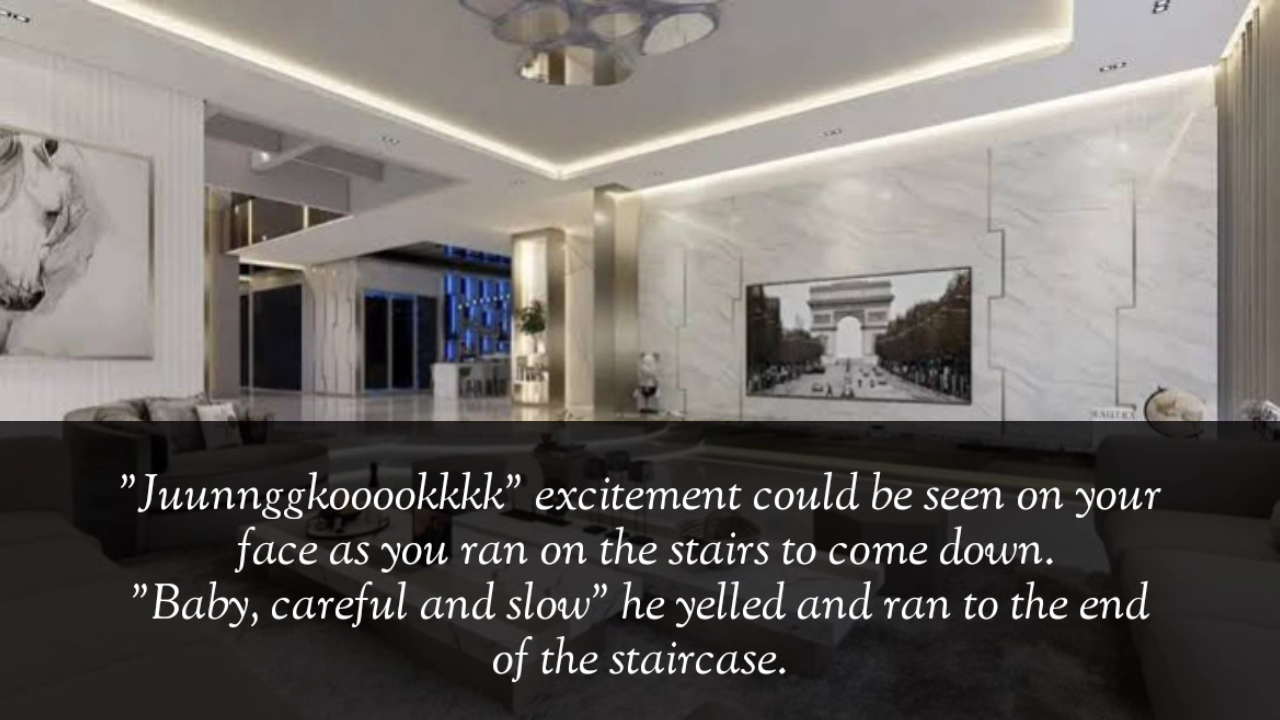 ”Juunnggkooookkkk” excitement could be seen on your
face as you ran on the stairs to come down.
”Baby, careful and slow” he yelled and ran to the end
of the staircase.